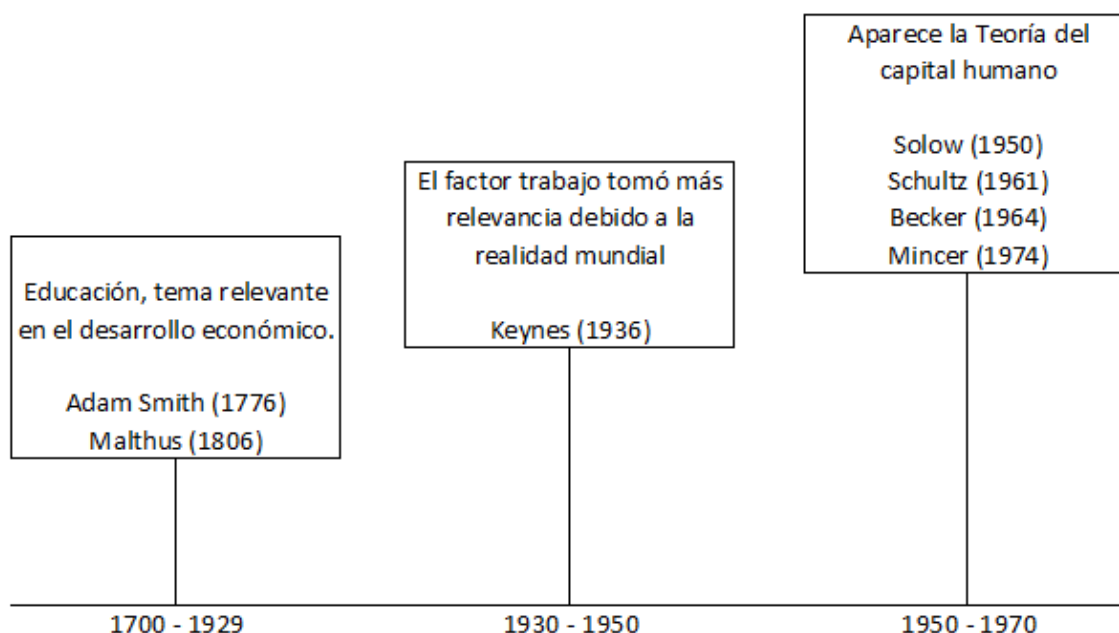 Educación, tema relevante
en el desarrollo económico.
Adam Smith (1776)
Malthus (1806)
El factor trabajo tomó más
relevancia debido a la
realidad mundial
Keynes (1936)
Aparece la Teoría del
capital humano
Solow (1950)
Schultz (1961)
Becker (1964)
Mincer (1974)
1700 - 1929
1930 - 1950
1950 - 1970